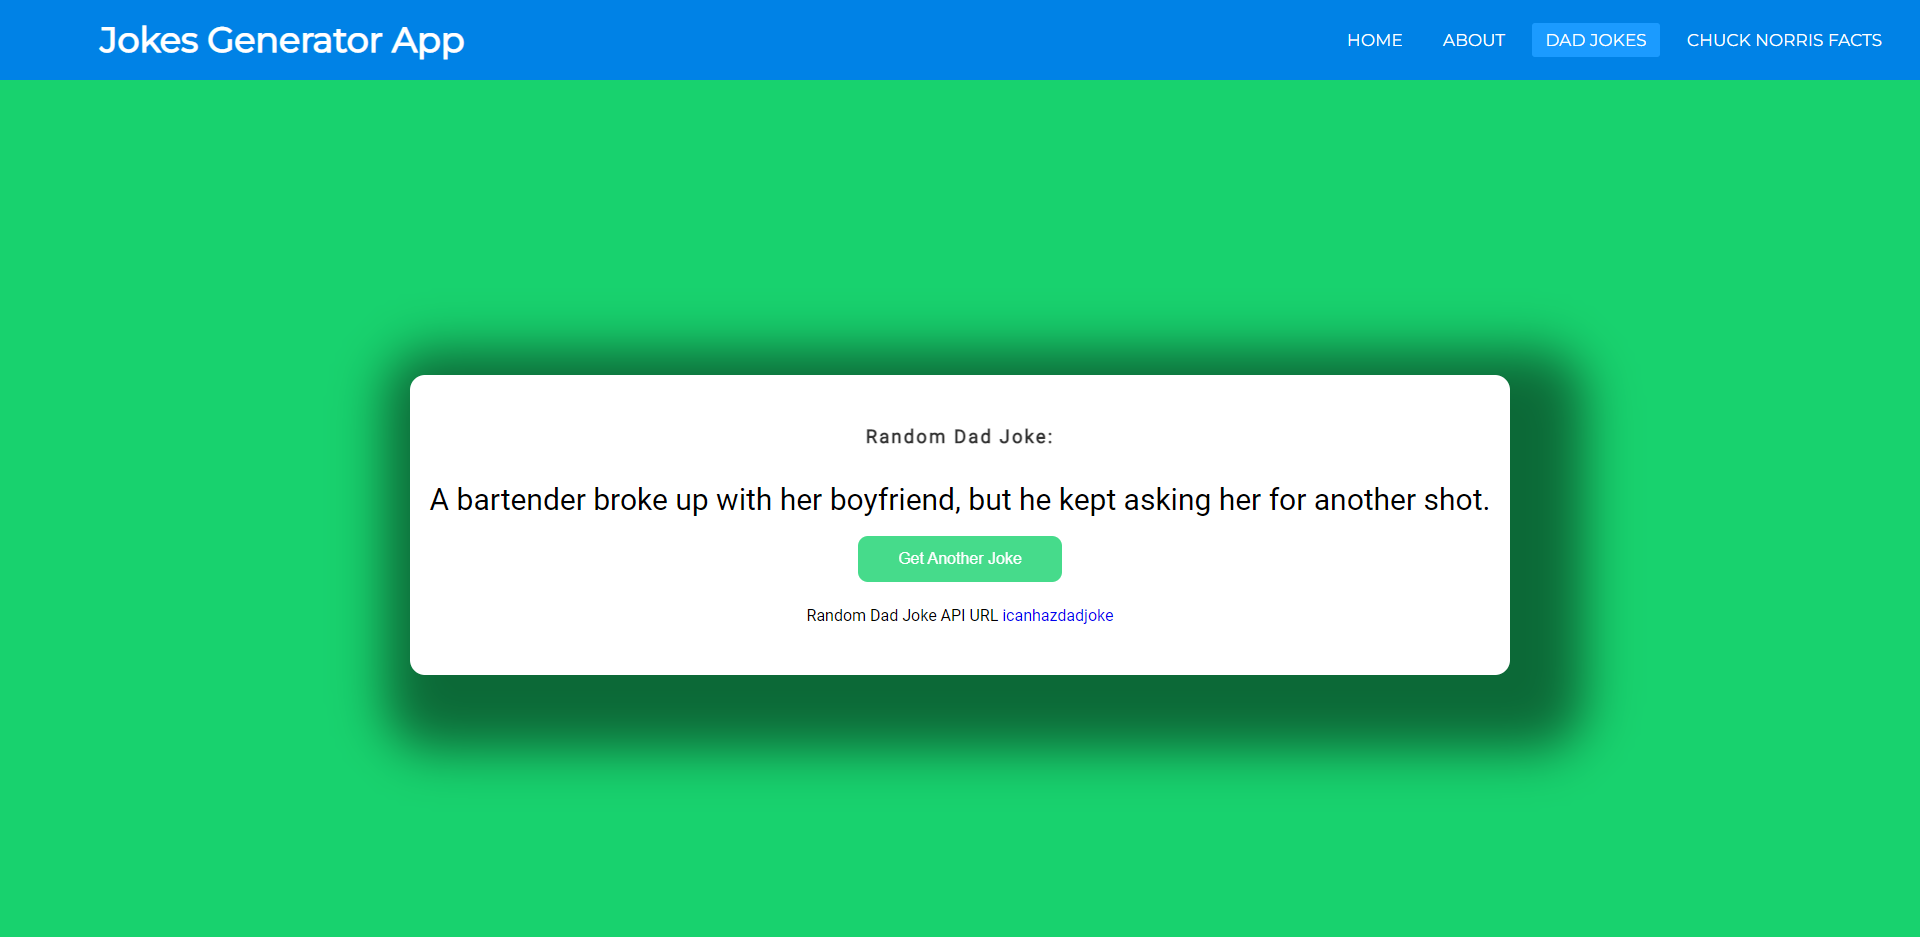 Jokes Generator App
HOME ABOUT DAD JOKES CHUCK NORRIS FACTS
Random Dad Joke:
A bartender broke up with her boyfriend, but he kept asking her for another shot.
Get Another Joke
Random Dad Joke API URL icanhazdadjoke